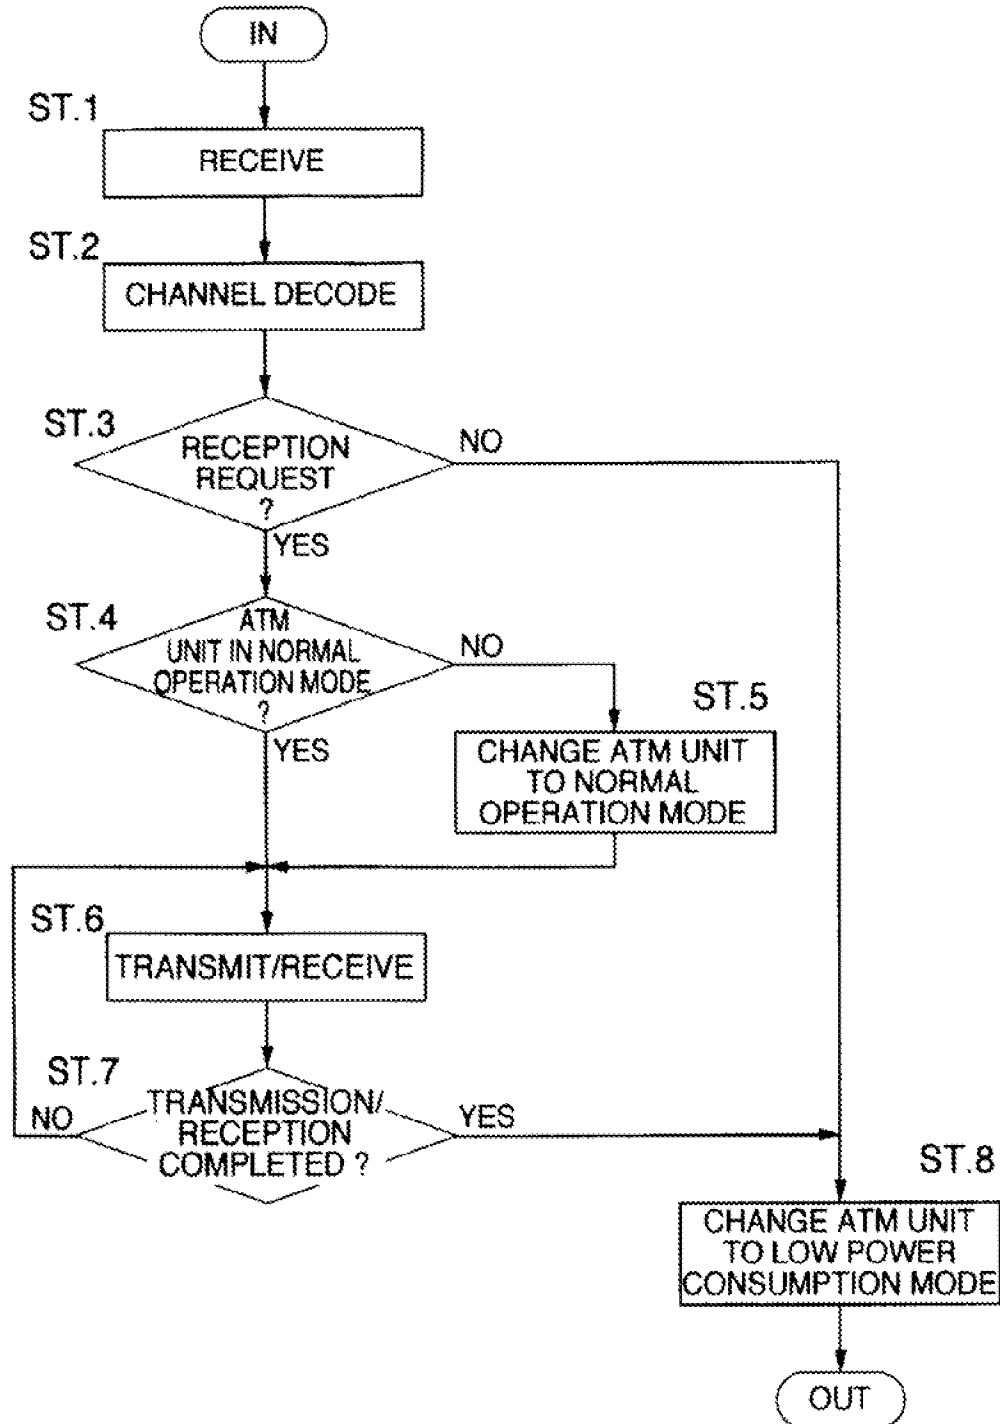 IN
ST.1
RECEIVE
ST.2
CHANNEL DECODE
ST.3
RECEPTION
REQUEST
?
NO
YES
ST.4
ATM
UNIT IN NORMAL
OPERATION MODE
?
NO
YES
ST.5
CHANGE ATM UNIT
TO NORMAL
OPERATION MODE
ST.6
TRANSMIT/RECEIVE
ST.7
TRANSMISSION/
RECEPTION
COMPLETED ?
NO
YES
ST.8
CHANGE ATM UNIT
TO LOW POWER
CONSUMPTION MODE
OUT